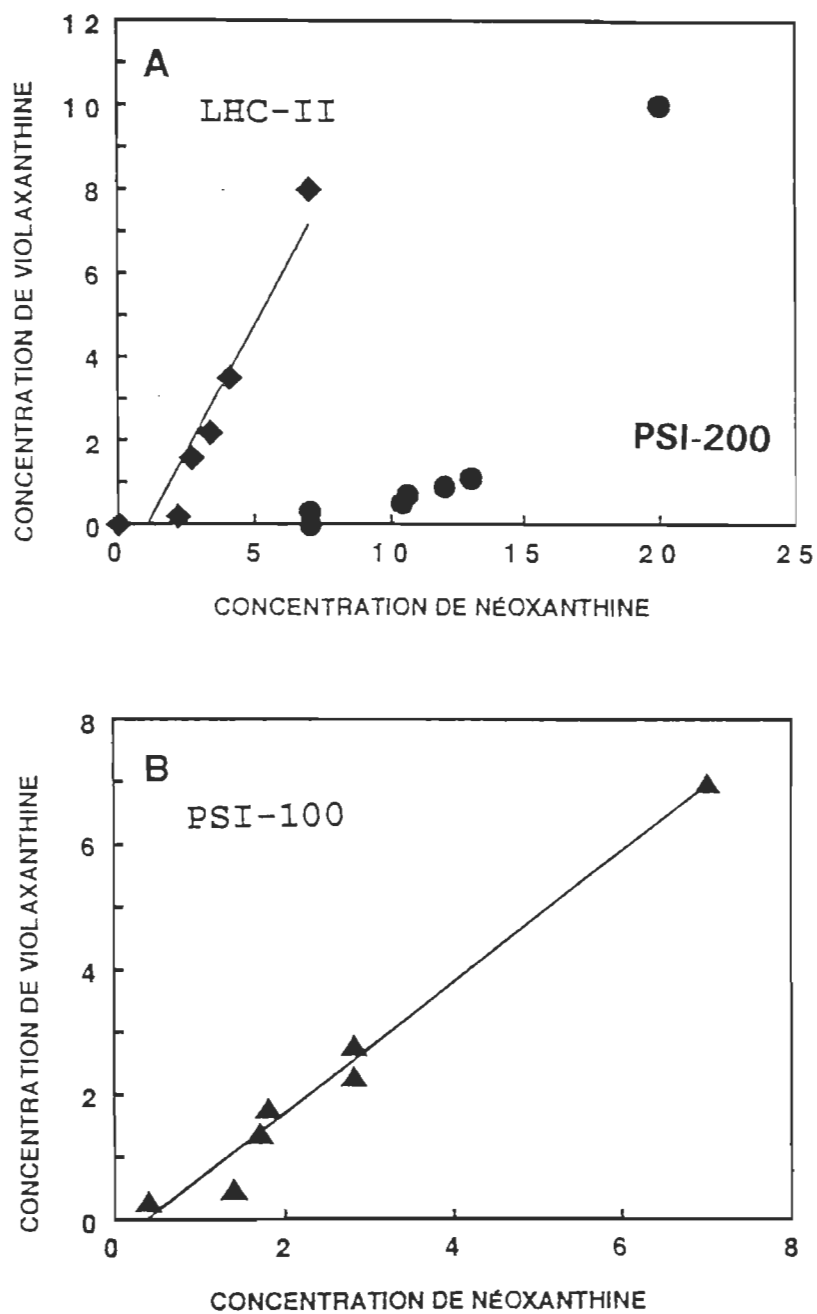 12
A
LHC-II
10
8
6
4
2
0
PSI-200
0 5 10 15 20 25
CONCENTRATION DE VIOLAXANTHINE
CONCENTRATION DE NÉOXANTHINE
8
B
PSI-100
6
4
2
0
0 2 4 6 8
CONCENTRATION DE VIOLAXANTHINE
CONCENTRATION DE NÉOXANTHINE